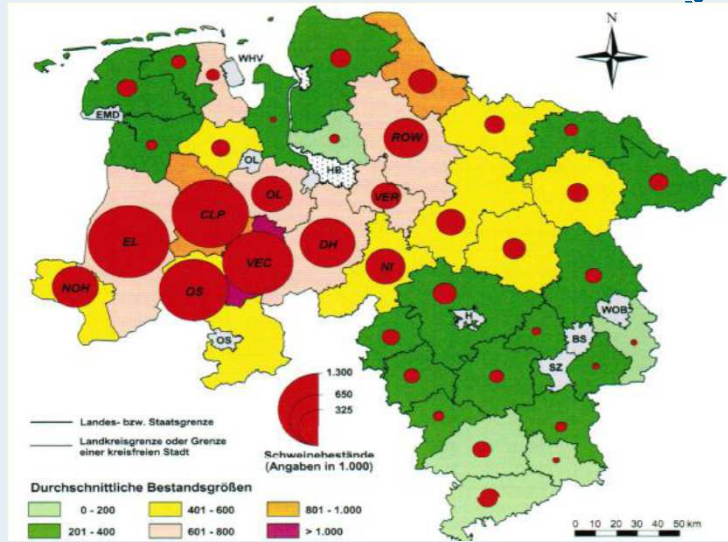 N
WHV
EMD
ROW
OL
HB
OL
VER
CLP
EL
DH
VEC
NI
NOH
OS
H
WOB
OS
BS
SZ
1.300
650
325
Landes- bzw. Staatsgrenze
Landkreisgrenze oder Grenze
einer kreisfreien Stadt
Schweinebestände
(Angaben in 1.000)
Durchschnittliche Bestandsgrößen
0 - 200
401 - 600
801 - 1.000
201 - 400
601 - 800
> 1.000
0 10 20 30 40 50 km